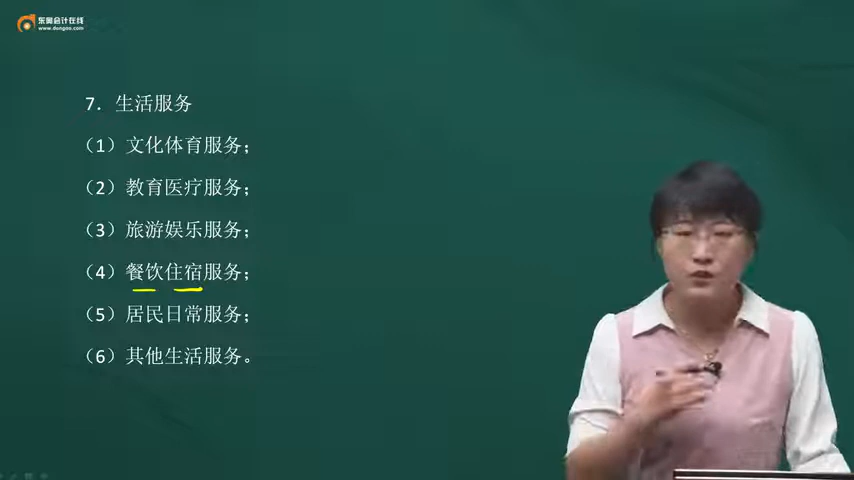 东奥会计在线
www.dongao.com
7. 生活服务
（1）文化体育服务；
（2）教育医疗服务；
（3）旅游娱乐服务；
（4）餐饮住宿服务；
（5）居民日常服务；
（6）其他生活服务。